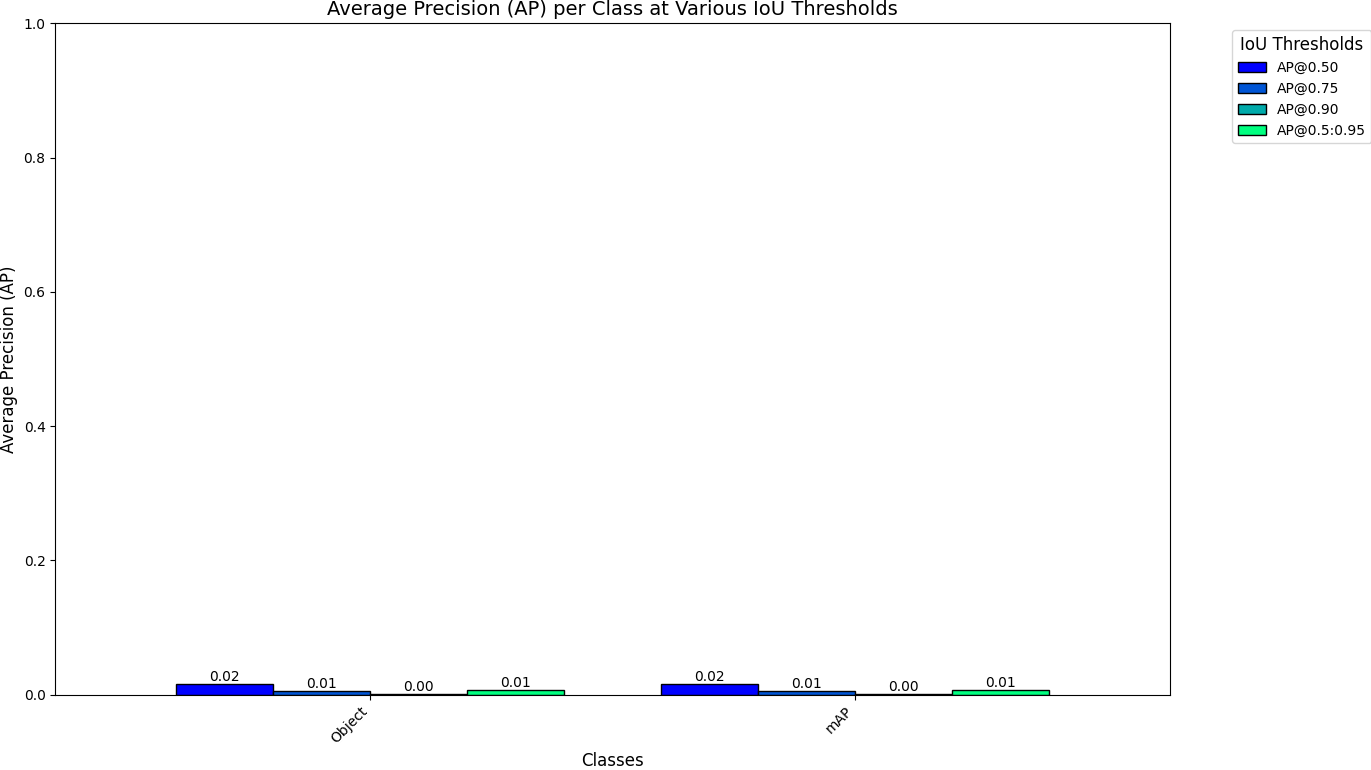 Average Precision (AP) per Class at Various IoU Thresholds
IoU Thresholds
AP@0.50
AP@0.75
AP@0.90
AP@0.5:0.95
Average Precision (AP)
1.0
0.8
0.6
0.4
0.2
0.0
0.02
0.01
0.00
0.01
0.02
0.01
0.00
0.01
Object
mAP
Classes